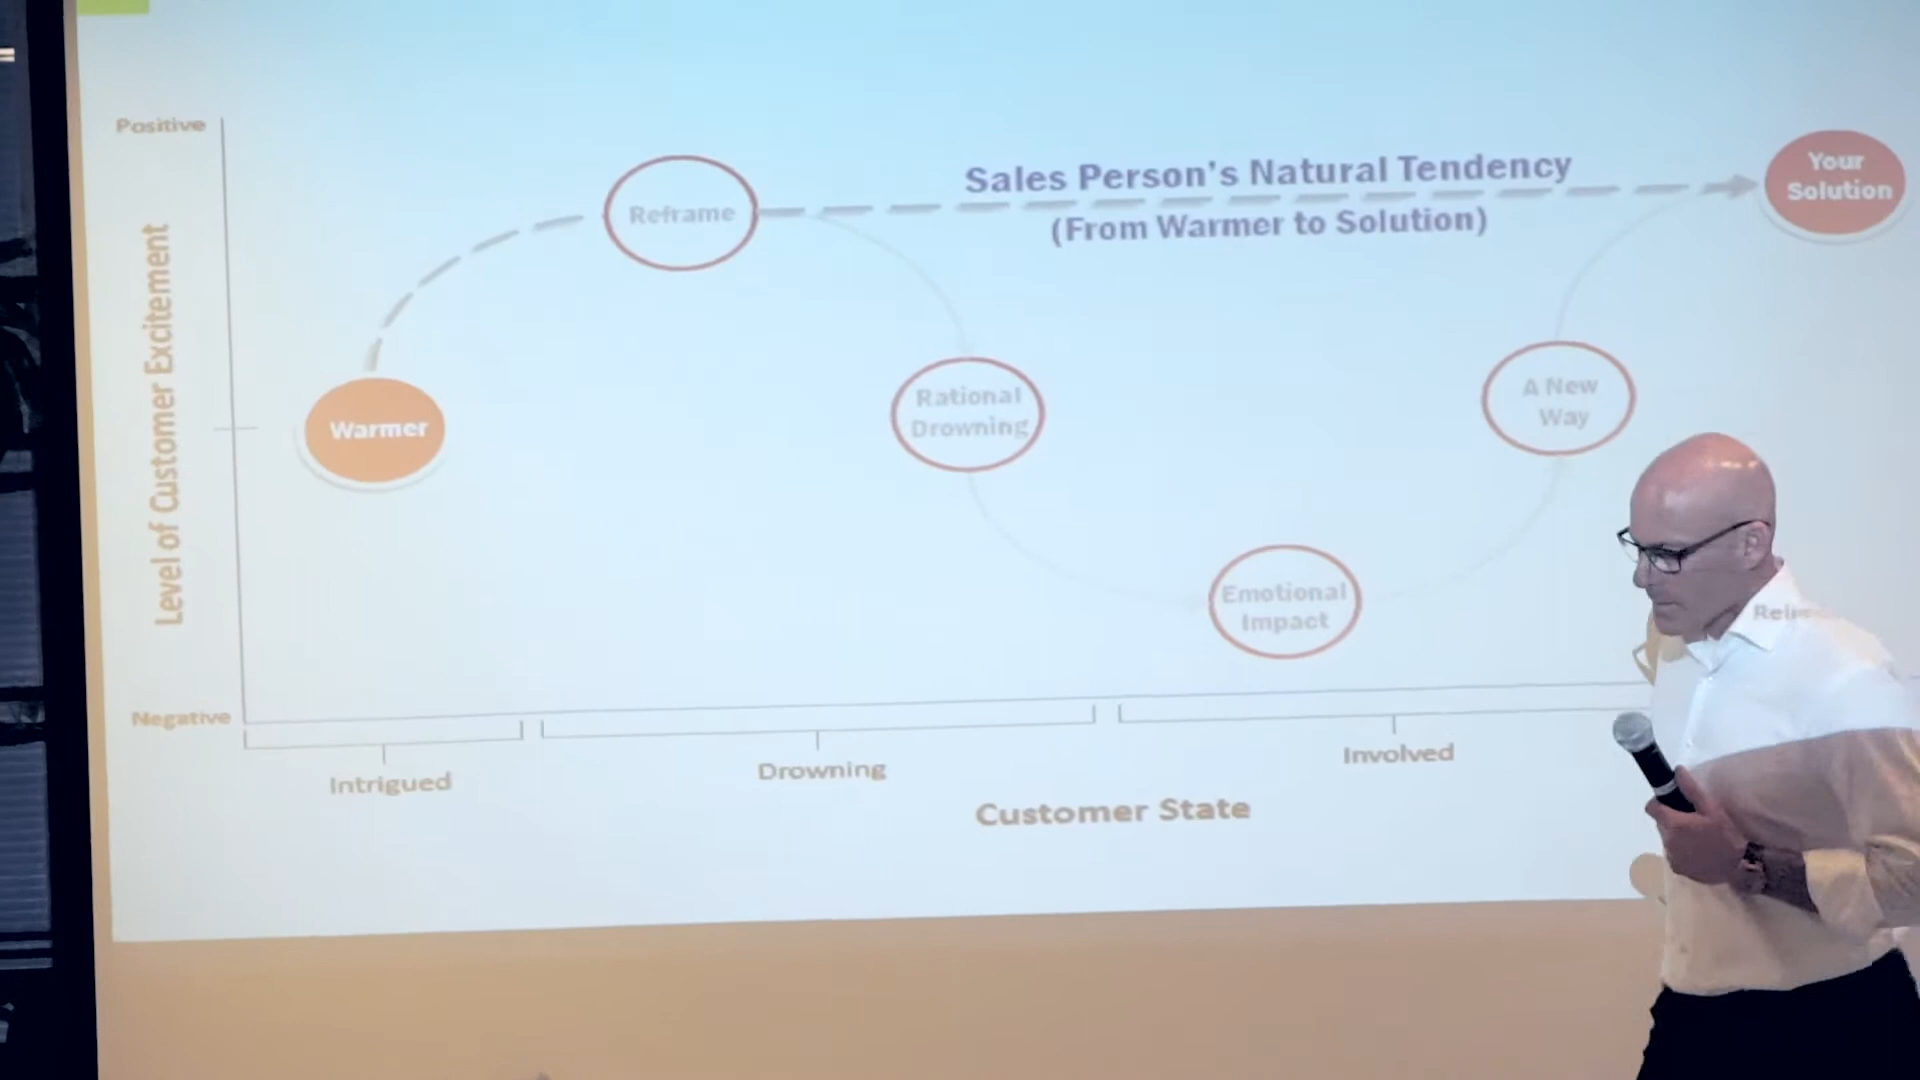 Positive
Sales Person's Natural Tendency
(From Warmer to Solution)
Your
Solution
Reframe
Level of Customer Excitement
Warmer
Rational
Drowning
A New
Way
Emotional
Impact
Negative
Intrigued
Drowning
Involved
Customer State